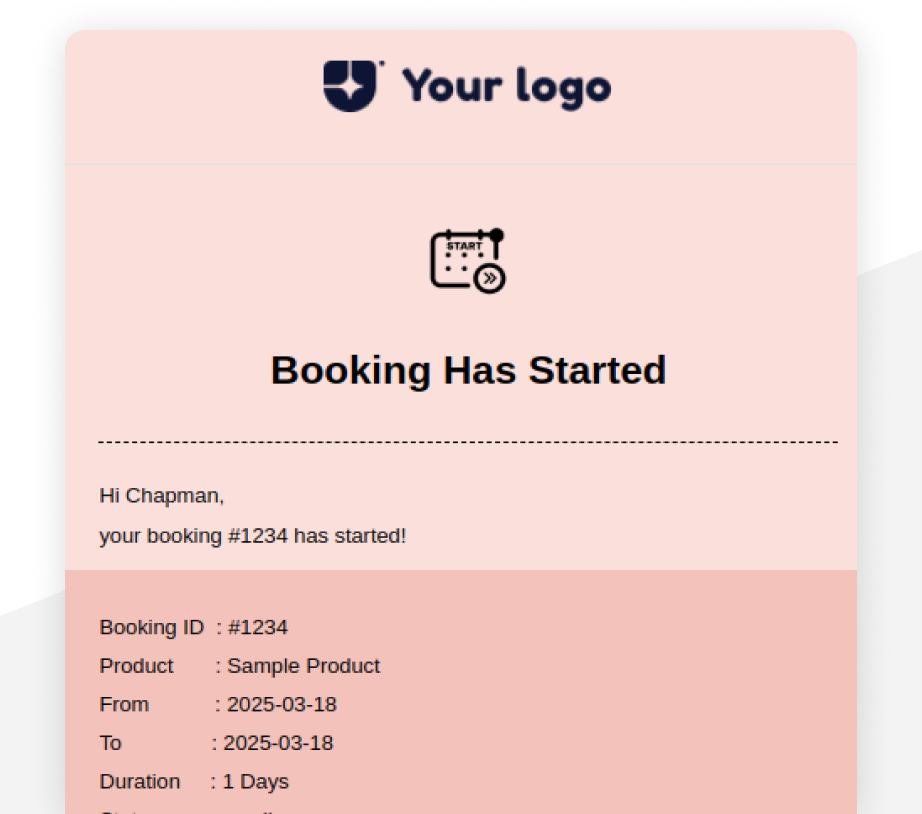 Your logo
START
Booking Has Started
Hi Chapman,
your booking #1234 has started!
Booking ID : #1234
Product : Sample Product
From : 2025-03-18
To : 2025-03-18
Duration : 1 Days